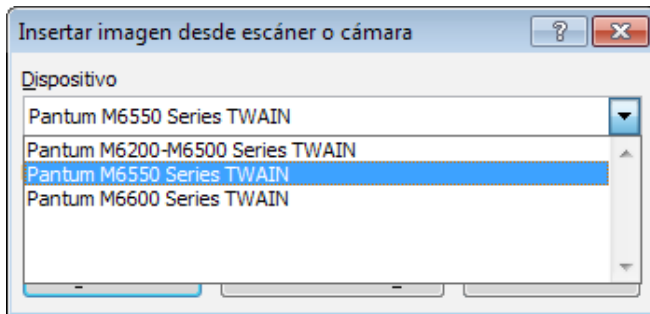 Insertar imagen desde escáner o cámara
Dispositivo
Pantum M6550 Series TWAIN
Pantum M6200-M6500 Series TWAIN
Pantum M6550 Series TWAIN
Pantum M6600 Series TWAIN